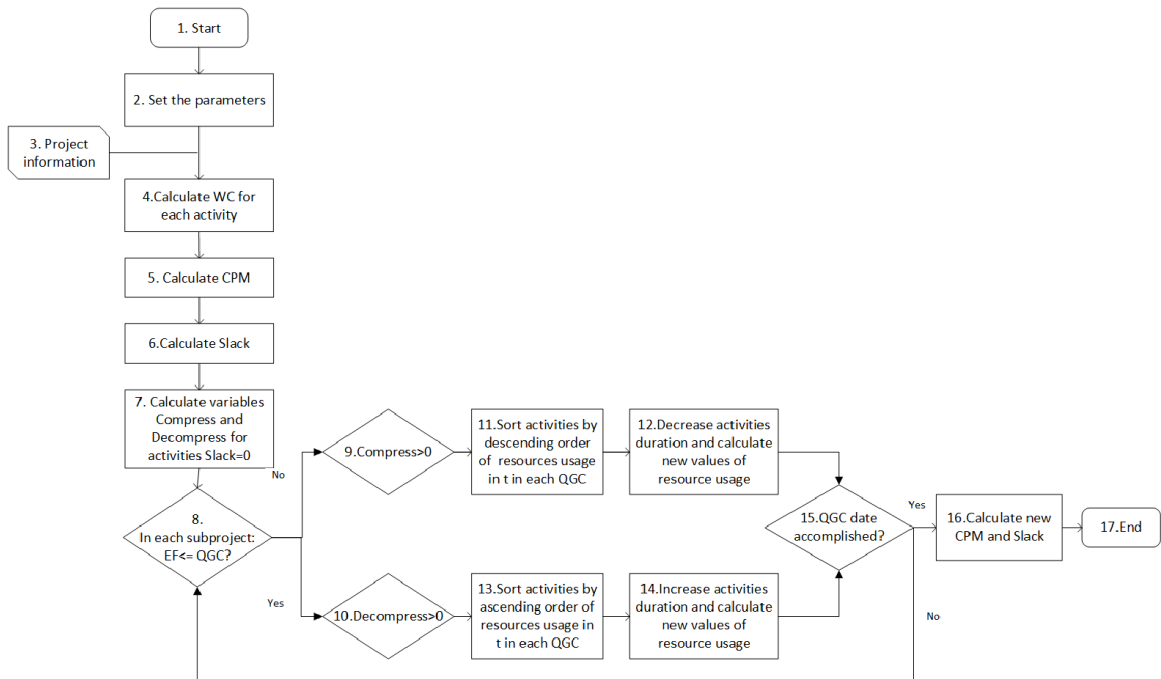 1. Start
2. Set the parameters
3. Project
information
4.Calculate WC for
each activity
5. Calculate CPM
6.Calculate Slack
7. Calculate variables
Compress and
Decompress for
activities Slack=0
8.
In each subproject:
EF<= QGC?
No
Yes
9.Compress>0
10.Decompress>0
11.Sort activities by
descending order
of resources usage
in t in each QGC
12.Decrease activities
duration and calculate
new values of
resource usage
13.Sort activities by
ascending order of
resources usage in
t in each QGC
14.Increase activities
duration and calculate
new values of
resource usage
15.QGC date
accomplished?
Yes
No
16.Calculate new
CPM and Slack
17.End